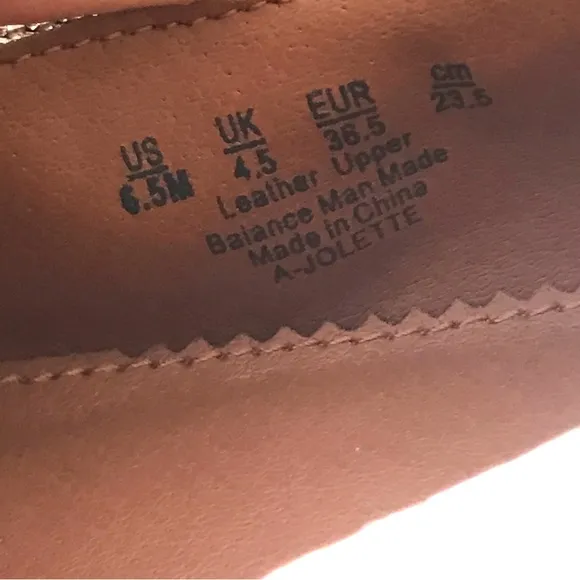 US UK EUR cm
6.5M 4.5 36.5 23.5
Leather Upper
Balance Man Made
Made in China
A-JOLETTE